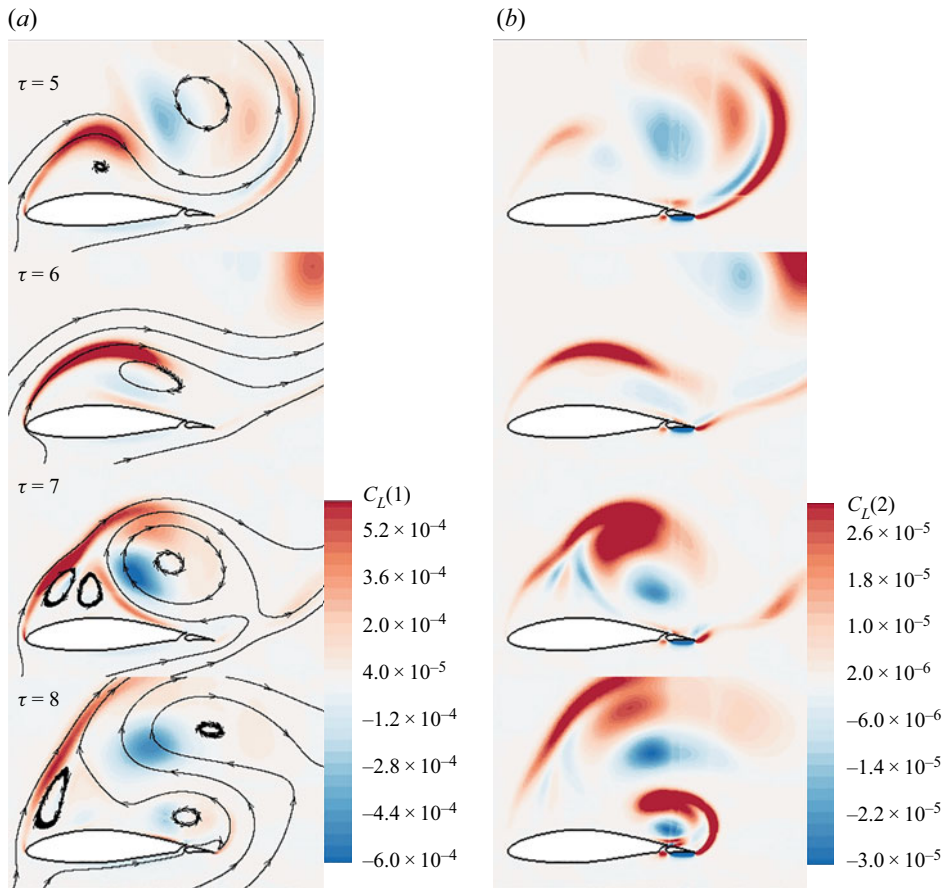 (a)
(b)
τ = 5
τ = 6
τ = 7
τ = 8
C_L(1)
5.2 × 10⁻⁴
3.6 × 10⁻⁴
2.0 × 10⁻⁴
4.0 × 10⁻⁵
–1.2 × 10⁻⁴
–2.8 × 10⁻⁴
–4.4 × 10⁻⁴
–6.0 × 10⁻⁴
C_L(2)
2.6 × 10⁻⁵
1.8 × 10⁻⁵
1.0 × 10⁻⁵
2.0 × 10⁻⁶
–6.0 × 10⁻⁶
–1.4 × 10⁻⁵
–2.2 × 10⁻⁵
–3.0 × 10⁻⁵